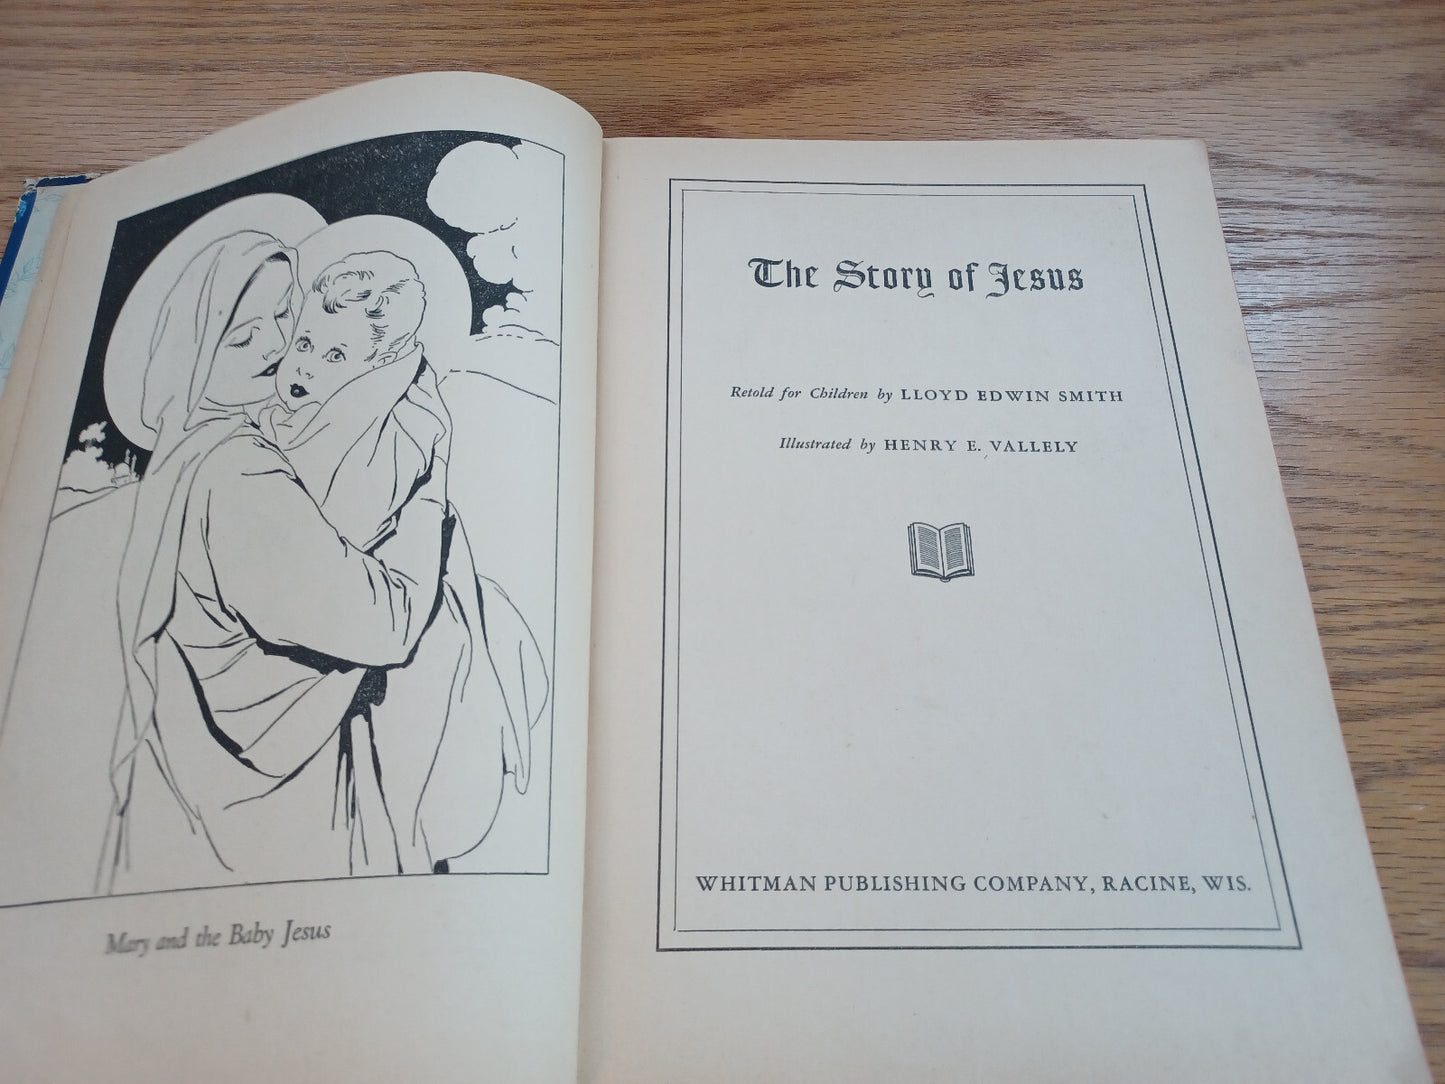 Mary and the Baby Jesus
The Story of Jesus
Retold for Children by LLOYD EDWIN SMITH
Illustrated by HENRY E. VALLELY
WHITMAN PUBLISHING COMPANY, RACINE, WIS.